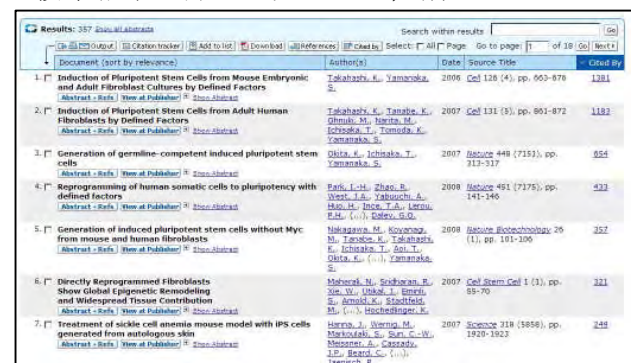 Results: 357 Show all abstracts
Search within results Go
Output Citation tracker Add to list Download References Cited by Select: All Page Go to page: 1 of 18 Go Next
Document (sort by relevance) Author(s) Date Source Title Cited By
1. Induction of Pluripotent Stem Cells from Mouse Embryonic Takahashi, K., Yamanaka, 2006 Cell 126 (4), pp. 663-676 1381
and Adult Fibroblast Cultures by Defined Factors S.
Abstract + Refs View at Publisher Show Abstract
2. Induction of Pluripotent Stem Cells from Adult Human Takahashi, K., Tanabe, K., 2007 Cell 131 (5), pp. 861-872 1183
Fibroblasts by Defined Factors Ohnuki, M., Narita, M.,
Abstract + Refs View at Publisher Show Abstract Ichisaka, T., Tomoda, K.,
Yamanaka, S.
3. Generation of germline-competent induced pluripotent stem Okita, K., Ichisaka, T., 2007 Nature 448 (7151), pp. 654
cells Yamanaka, S. 313-317
Abstract + Refs View at Publisher Show Abstract
4. Reprogramming of human somatic cells to pluripotency with Park, I.-H., Zhao, R., 2008 Nature 451 (7175), pp. 433
defined factors West, J.A., Yabuuchi, A., 141-146
Abstract + Refs View at Publisher Show Abstract Huo, H., Ince, T.A., Lerou,
P.H., (...), Daley, G.Q.
5. Generation of induced pluripotent stem cells without Myc Nakagawa, M., Koyanagi, 2008 Nature Biotechnology 26 357
from mouse and human fibroblasts M., Tanabe, K., Takahashi, (1), pp. 101-106
Abstract + Refs View at Publisher Show Abstract K., Ichisaka, T., Aoi, T.,
Okita, K., (...), Yamanaka,
S.
6. Directly Reprogrammed Fibroblasts Maherali, N., Sridharan, R., 2007 Cell Stem Cell 1 (1), pp. 321
Show Global Epigenetic Remodeling Xie, W., Utikal, J., Eminli, 55-70
and Widespread Tissue Contribution S., Arnold, K., Stadtfeld,
Abstract + Refs View at Publisher Show Abstract M., (...), Hochedlinger, K.
7. Treatment of sickle cell anemia mouse model with iPS cells Hanna, J., Wernig, M., 2007 Science 318 (5858), pp. 249
generated from autologous skin Markoulaki, S., Sun, C.-W., 1920-1923
Abstract + Refs View at Publisher Show Abstract Meissner, A., Cassady,
J.P., Beard, C., (...),
Jaenisch, R.